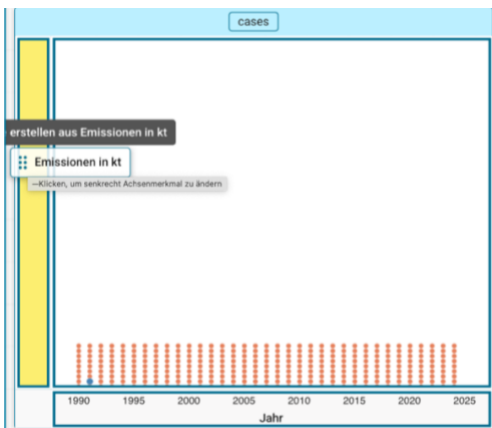 cases
erstellen aus Emissionen in kt
Emissionen in kt
—Klicken, um senkrecht Achsenmerkmal zu ändern
1990 1995 2000 2005 2010 2015 2020 2025
Jahr